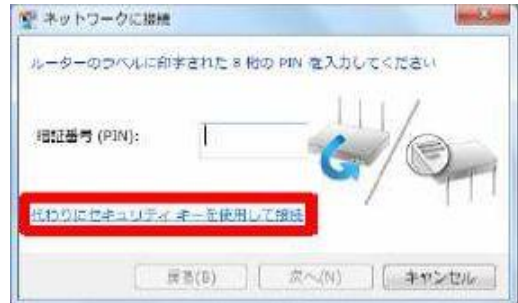 ネットワークに接続
ルーターのラベルに印字された 8 桁の PIN を入力してください
暗証番号 (PIN):
代わりにセキュリティ キーを使用して接続
戻る(B)
次へ(N)
キャンセル